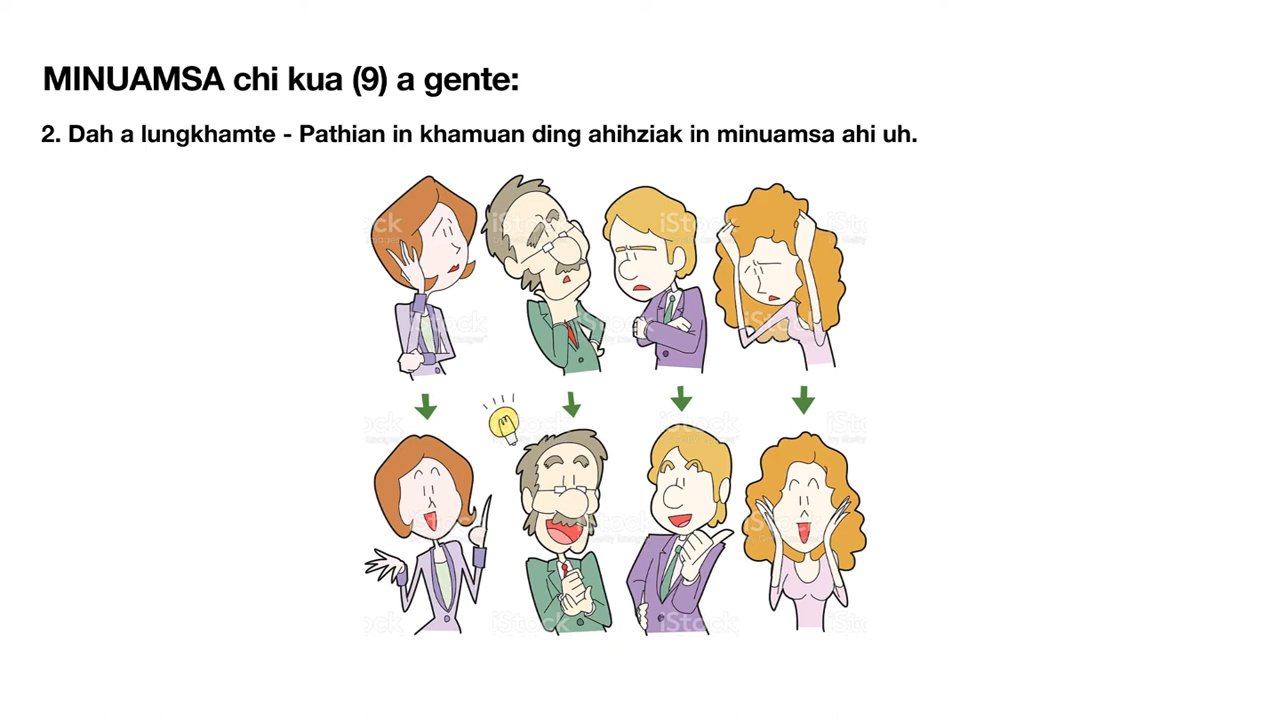 MINUAMSA chi kua (9) a gente:
2. Dah a lungkhamte - Pathian in khamuan ding ahihziak in minuamsa ahi uh.